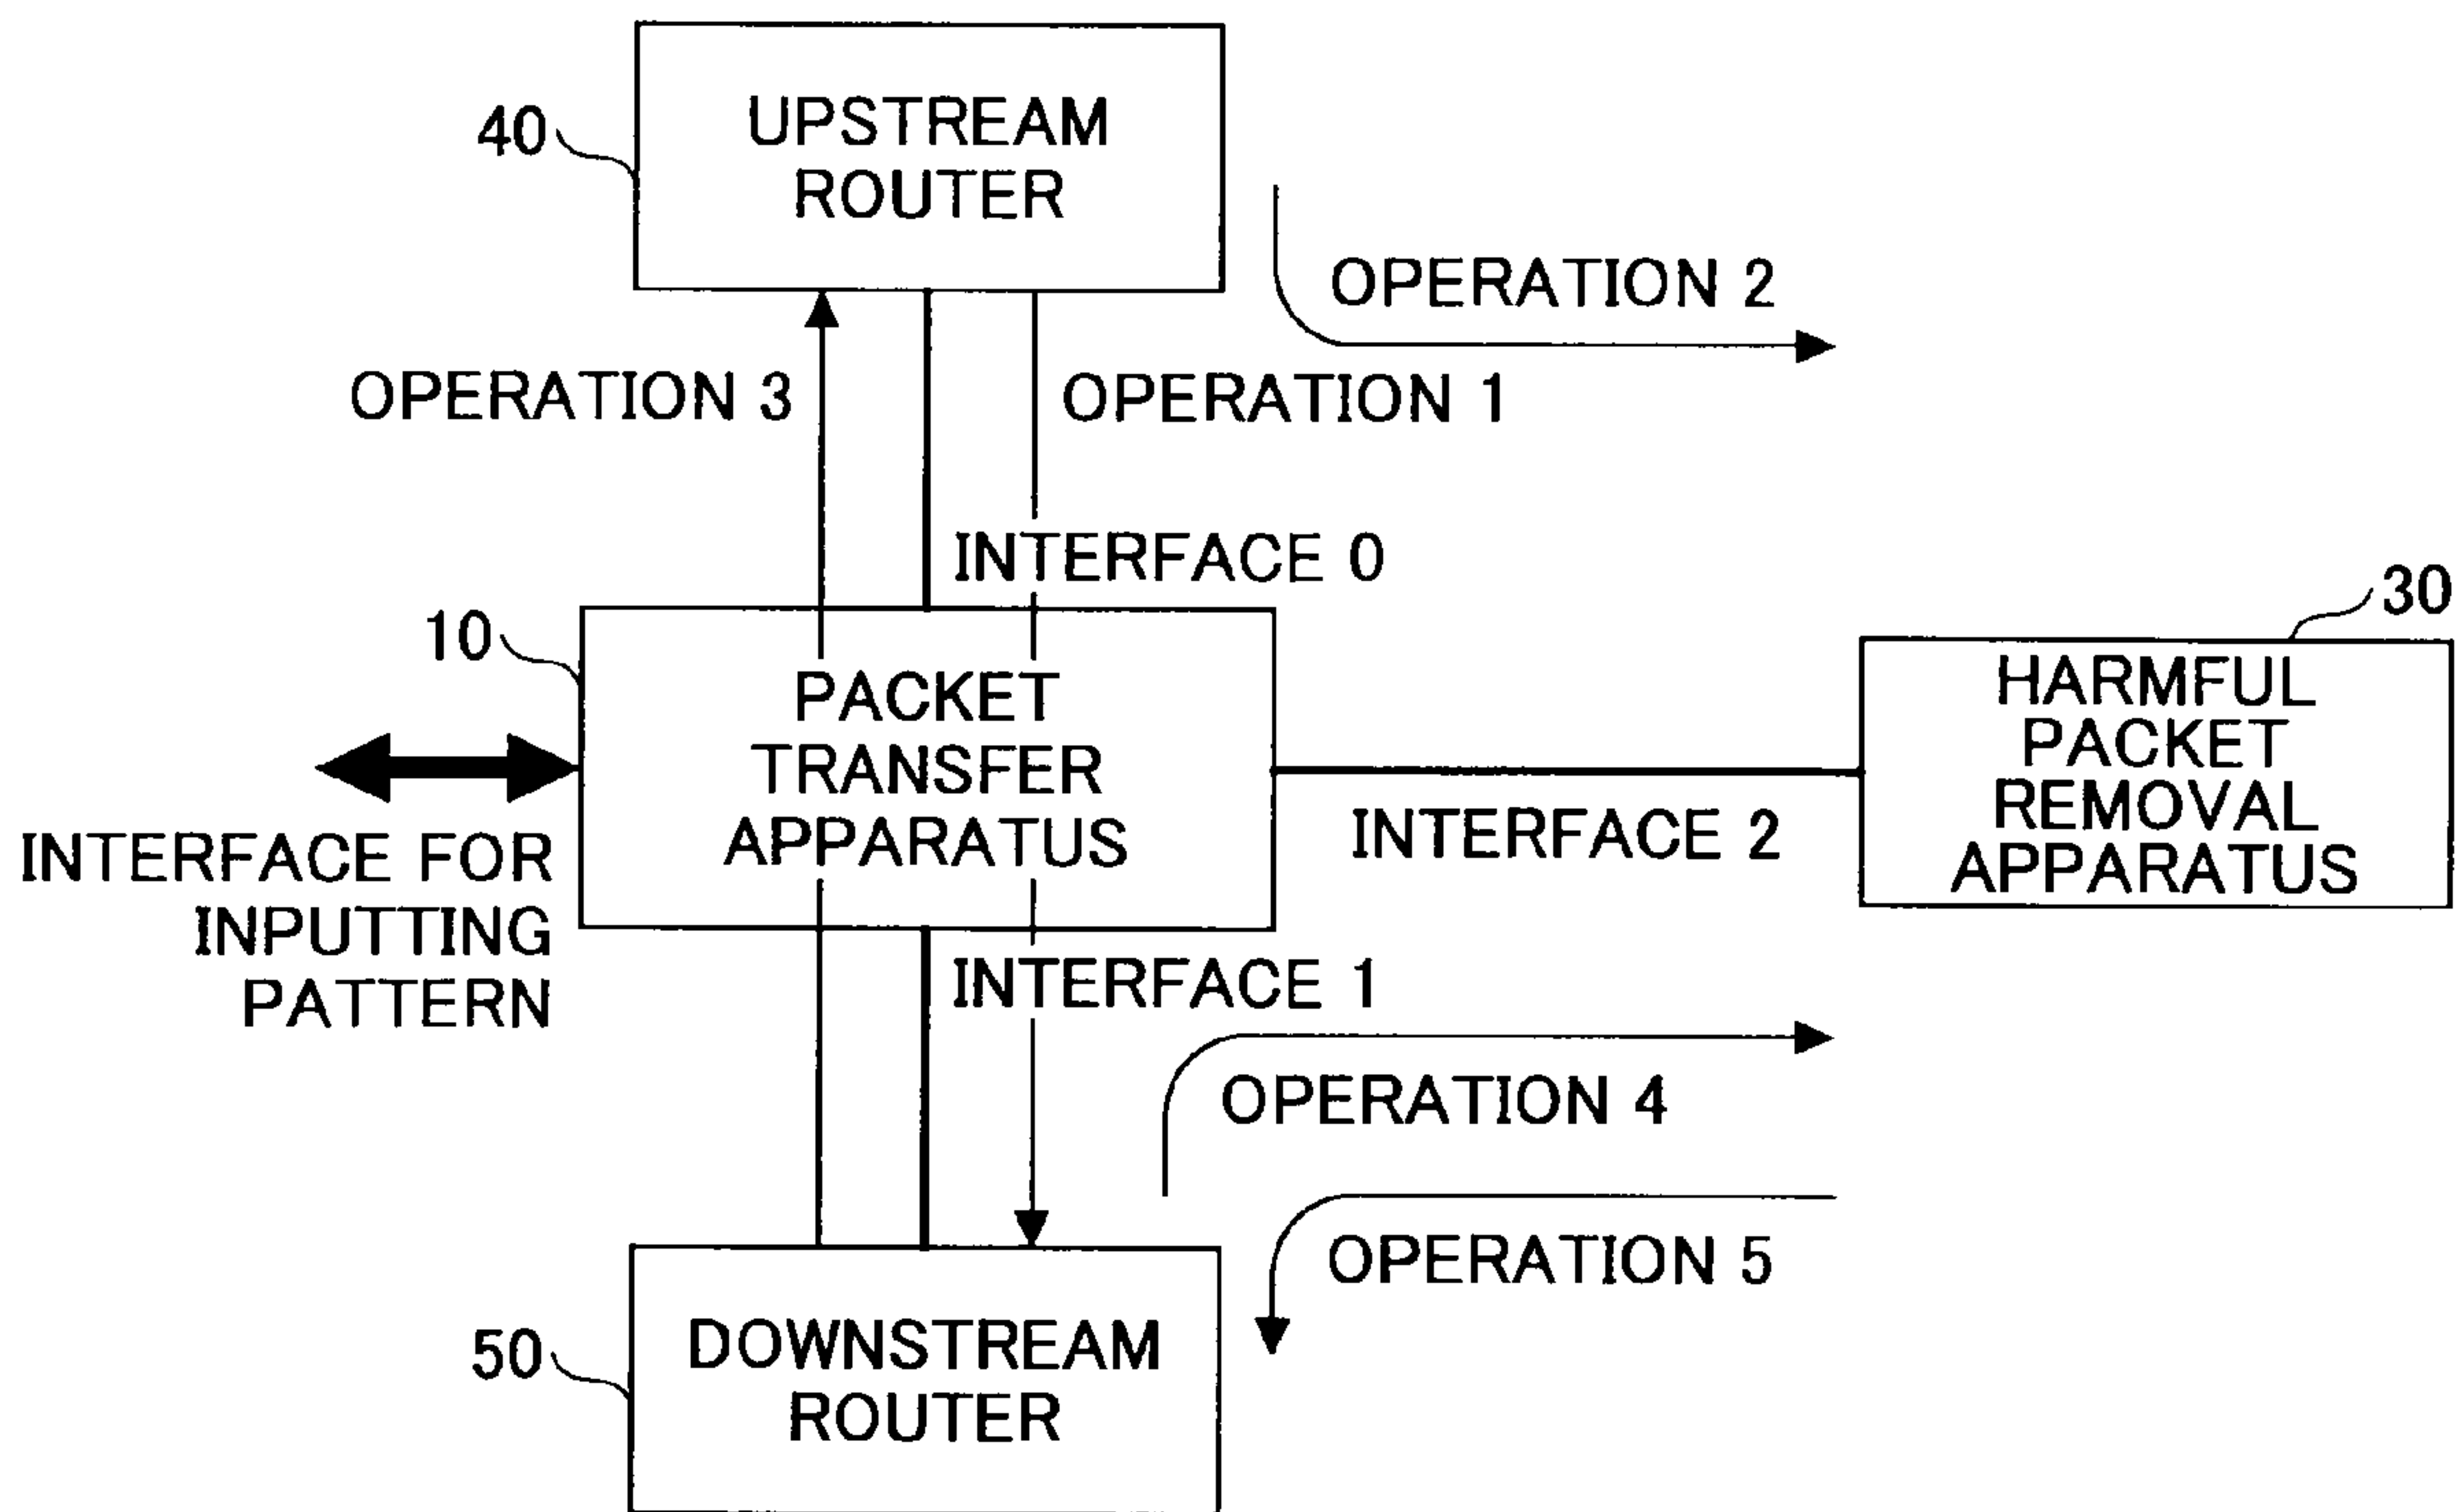 40
UPSTREAM
ROUTER
OPERATION 2
OPERATION 3
OPERATION 1
INTERFACE 0
10
30
PACKET
TRANSFER
APPARATUS
HARMFUL
PACKET
REMOVAL
APPARATUS
INTERFACE 2
INTERFACE FOR
INPUTTING
PATTERN
INTERFACE 1
OPERATION 4
OPERATION 5
50
DOWNSTREAM
ROUTER